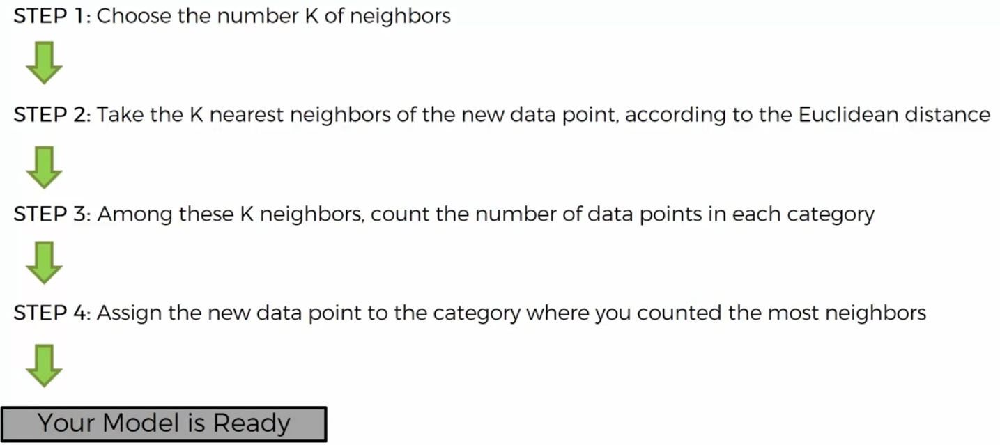 STEP 1: Choose the number K of neighbors
STEP 2: Take the K nearest neighbors of the new data point, according to the Euclidean distance
STEP 3: Among these K neighbors, count the number of data points in each category
STEP 4: Assign the new data point to the category where you counted the most neighbors
Your Model is Ready